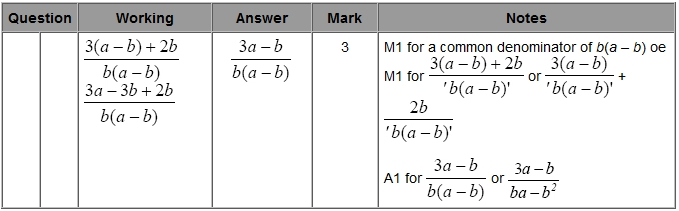 Question Working Answer Mark Notes
3(a – b) + 2b / b(a – b)
3a – 3b + 2b / b(a – b)
3a – b / b(a – b)
3
M1 for a common denominator of b(a – b) oe
M1 for 3(a – b) + 2b / 'b(a – b)' or 3(a – b) / 'b(a – b)' +
2b / 'b(a – b)'
A1 for 3a – b / b(a – b) or 3a – b / ba – b²